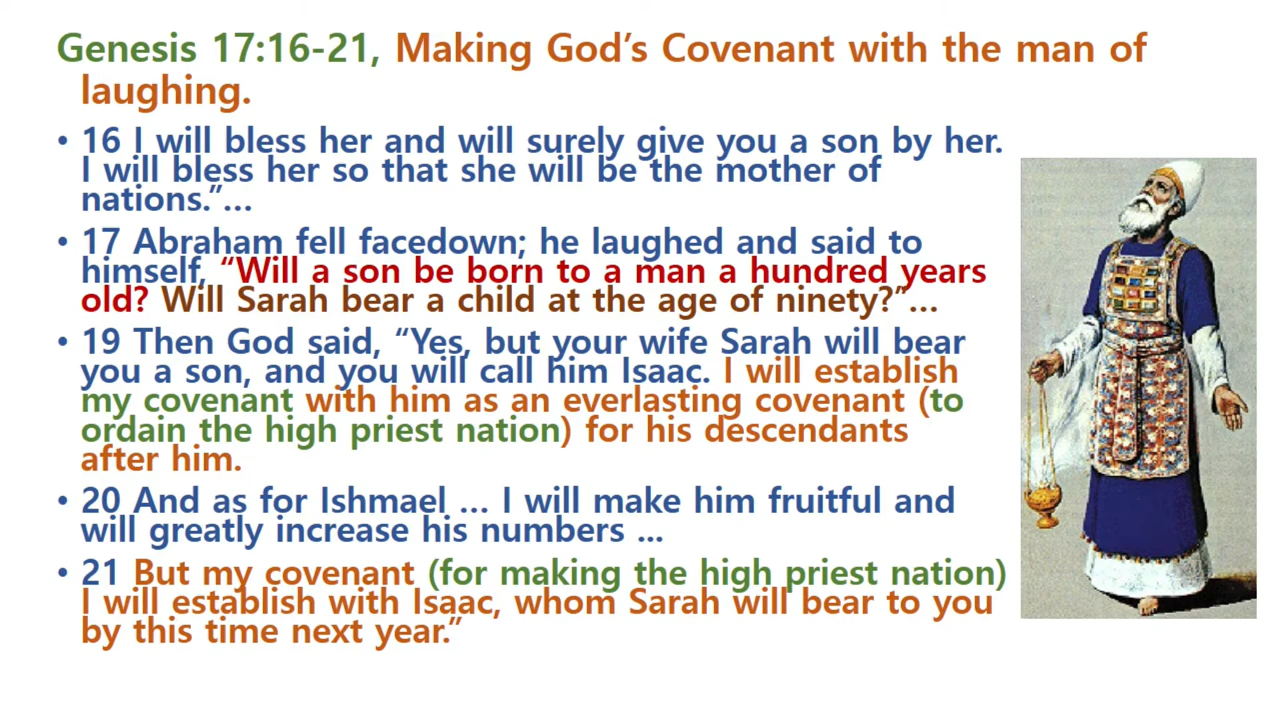 Genesis 17:16-21, Making God’s Covenant with the man of
laughing.
• 16 I will bless her and will surely give you a son by her.
I will bless her so that she will be the mother of
nations.”…
• 17 Abraham fell facedown; he laughed and said to
himself, “Will a son be born to a man a hundred years
old? Will Sarah bear a child at the age of ninety?”…
• 19 Then God said, “Yes, but your wife Sarah will bear
you a son, and you will call him Isaac. I will establish
my covenant with him as an everlasting covenant (to
ordain the high priest nation) for his descendants
after him.
• 20 And as for Ishmael … I will make him fruitful and
will greatly increase his numbers ...
• 21 But my covenant (for making the high priest nation)
I will establish with Isaac, whom Sarah will bear to you
by this time next year.”